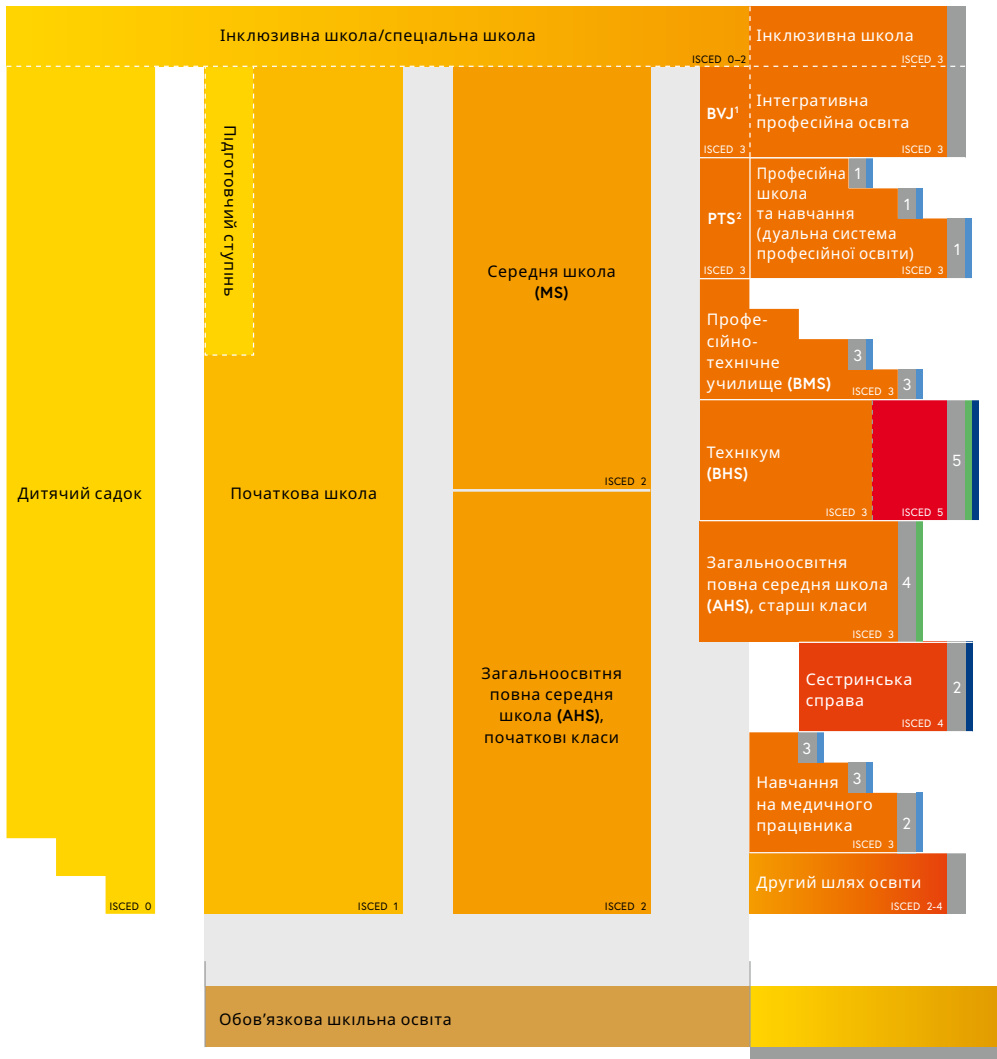 Інклюзивна школа/спеціальна школа
ISCED 0–2
Інклюзивна школа
ISCED 3
Підготовчий ступінь
BVJ¹
ISCED 3
Інтегративна
професійна освіта
ISCED 3
PTS²
ISCED 3
Професійна
школа
та навчання
(дуальна система
професійної освіти)
ISCED 3
1
1
1
Середня школа
(MS)
ISCED 2
Профе-
сійно-
технічне
училище (BMS)
ISCED 3
3
3
Дитячий садок
ISCED 0
Початкова школа
ISCED 1
Технікум
(BHS)
ISCED 3
ISCED 5
5
Загальноосвітня
повна середня школа
(AHS), старші класи
ISCED 3
4
Загальноосвітня
повна середня
школа (AHS),
початкові класи
ISCED 2
Сестринська
справа
ISCED 4
2
3
3
2
Навчання
на медичного
працівника
ISCED 3
Другий шлях освіти
ISCED 2-4
Обов’язкова шкільна освіта